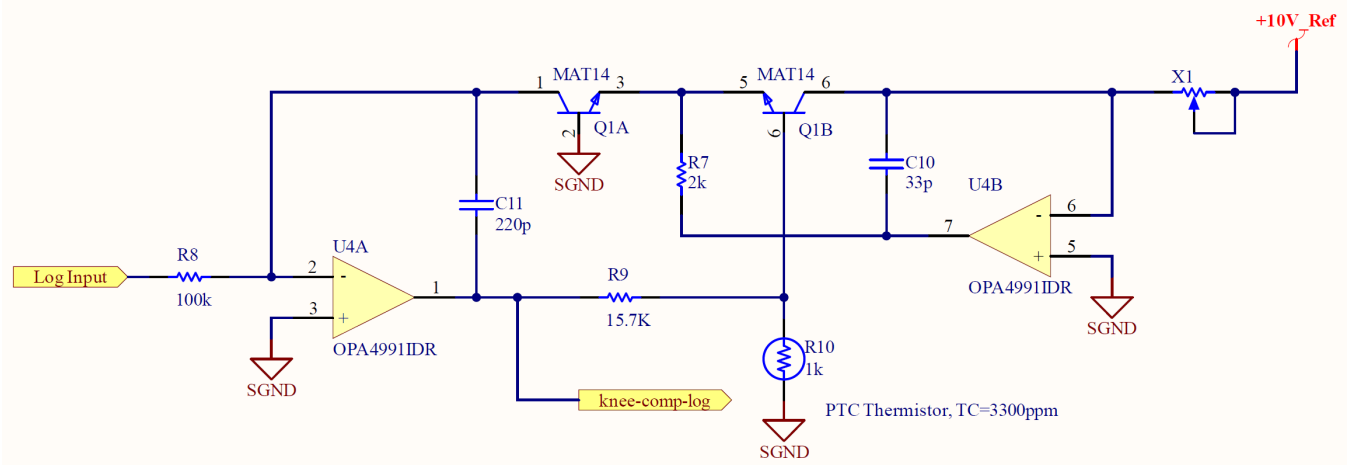 +10V_Ref
X1
1
MAT14
3
5
MAT14
6
2
Q1A
6
Q1B
SGND
R7
2k
C10
33p
U4B
C11
220p
6
7
-
5
+
OPA4991IDR
SGND
Log Input
R8
100k
U4A
2
-
3
+
1
OPA4991IDR
SGND
R9
15.7K
R10
1k
knee-comp-log
PTC Thermistor, TC=3300ppm
SGND